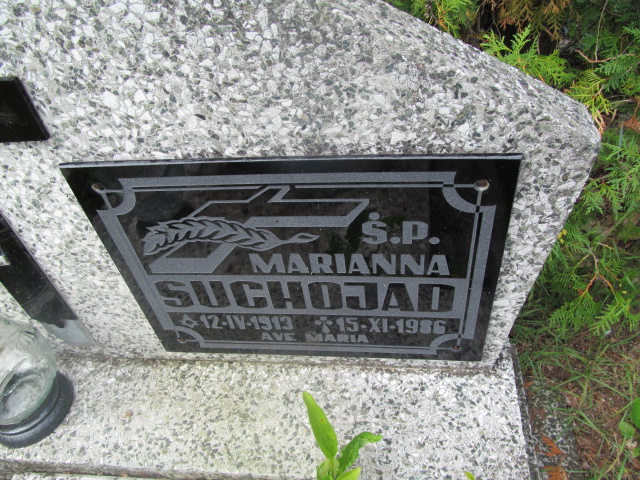 Ś.P.
MARIANNA
SUCHOJAD
12-IV-1913 15-XI-1986
AVE MARIA